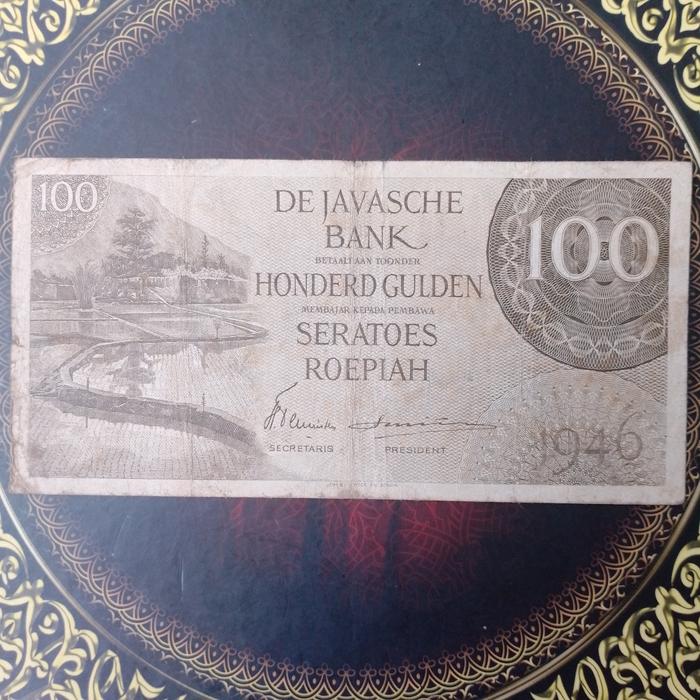 100
DE JAVASCHE
BANK
BETAALT AAN TOONDER
HONDERD GULDEN
MEMBAJAR KEPADA PEMBAWA
SERATOES
ROEPIAH
100
SECRETARIS
PRESIDENT
1946